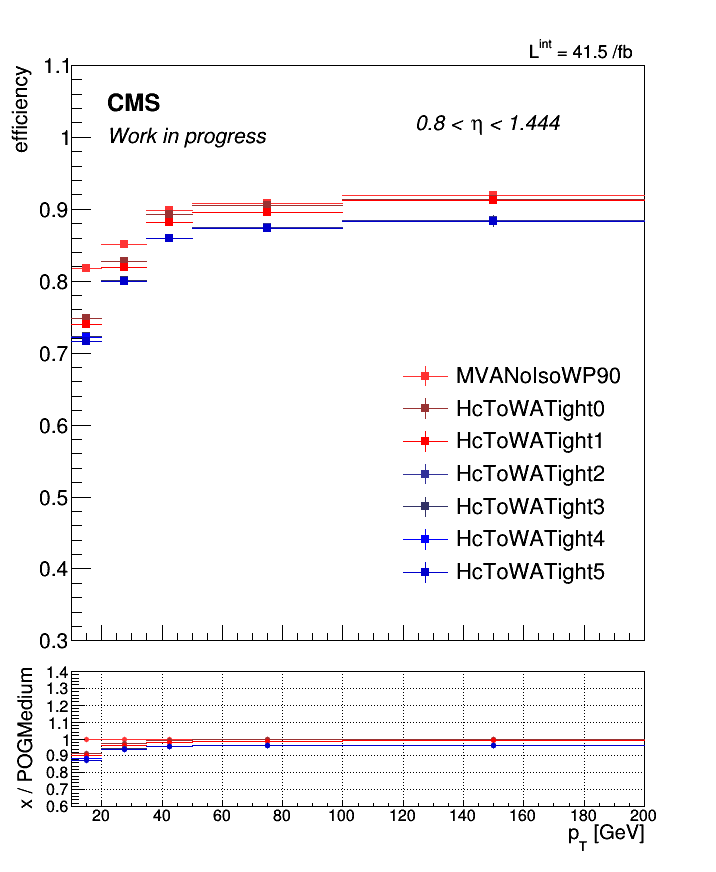 L^int = 41.5 /fb
efficiency
1.1
1
0.9
0.8
0.7
0.6
0.5
0.4
0.3
CMS
Work in progress
0.8 < η < 1.444
MVANoIsoWP90
HcToWATight0
HcToWATight1
HcToWATight2
HcToWATight3
HcToWATight4
HcToWATight5
x / POGMedium
1.4
1.3
1.2
1.1
1
0.9
0.8
0.7
0.6
20 40 60 80 100 120 140 160 180 200
p_T [GeV]